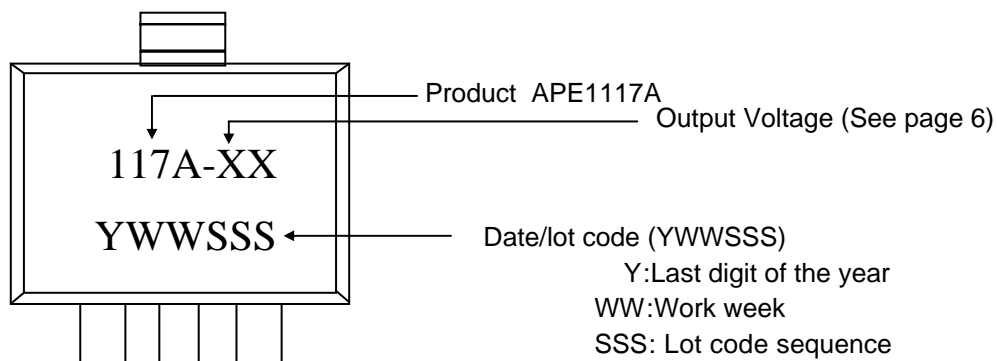 Product APE1117A
Output Voltage (See page 6)
117A-XX
YWWSSS
Date/lot code (YWWSSS)
Y:Last digit of the year
WW:Work week
SSS: Lot code sequence